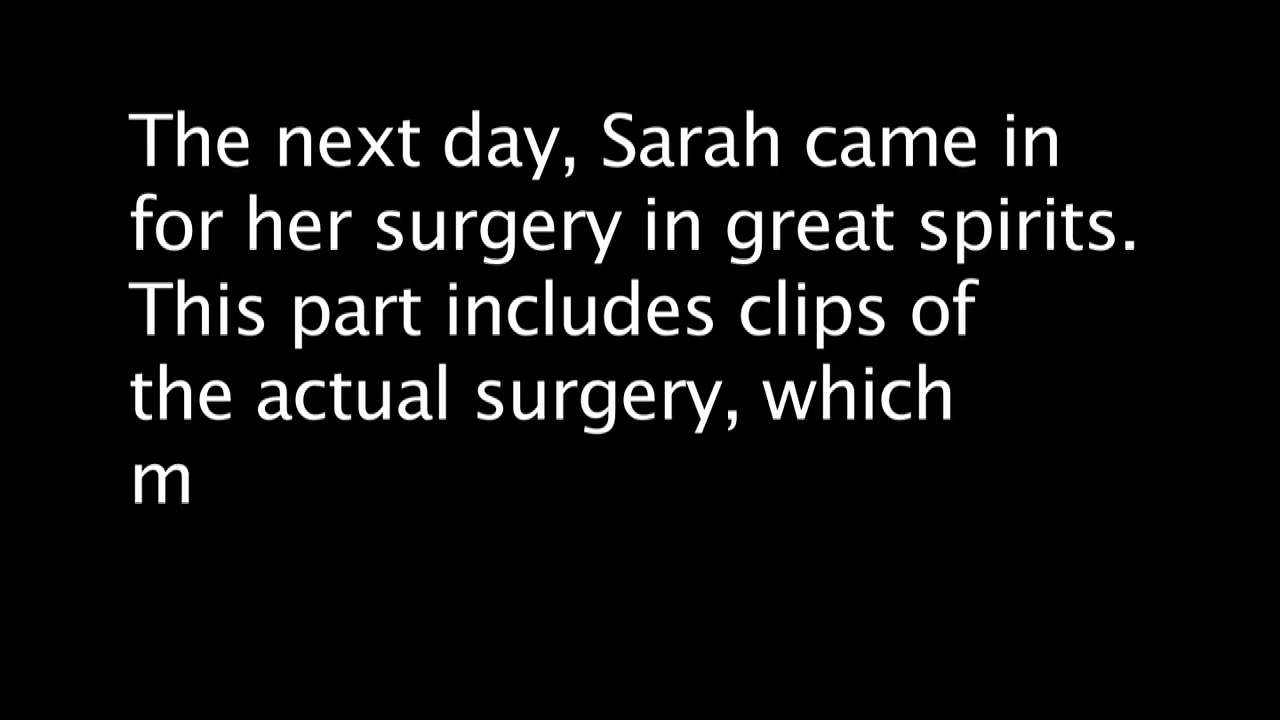 The next day, Sarah came in
for her surgery in great spirits.
This part includes clips of
the actual surgery, which
m